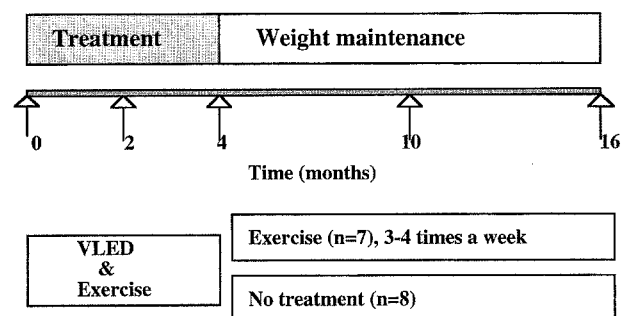 Treatment Weight maintenance
0 2 4 10 16
Time (months)
VLED
&
Exercise
Exercise (n=7), 3-4 times a week
No treatment (n=8)